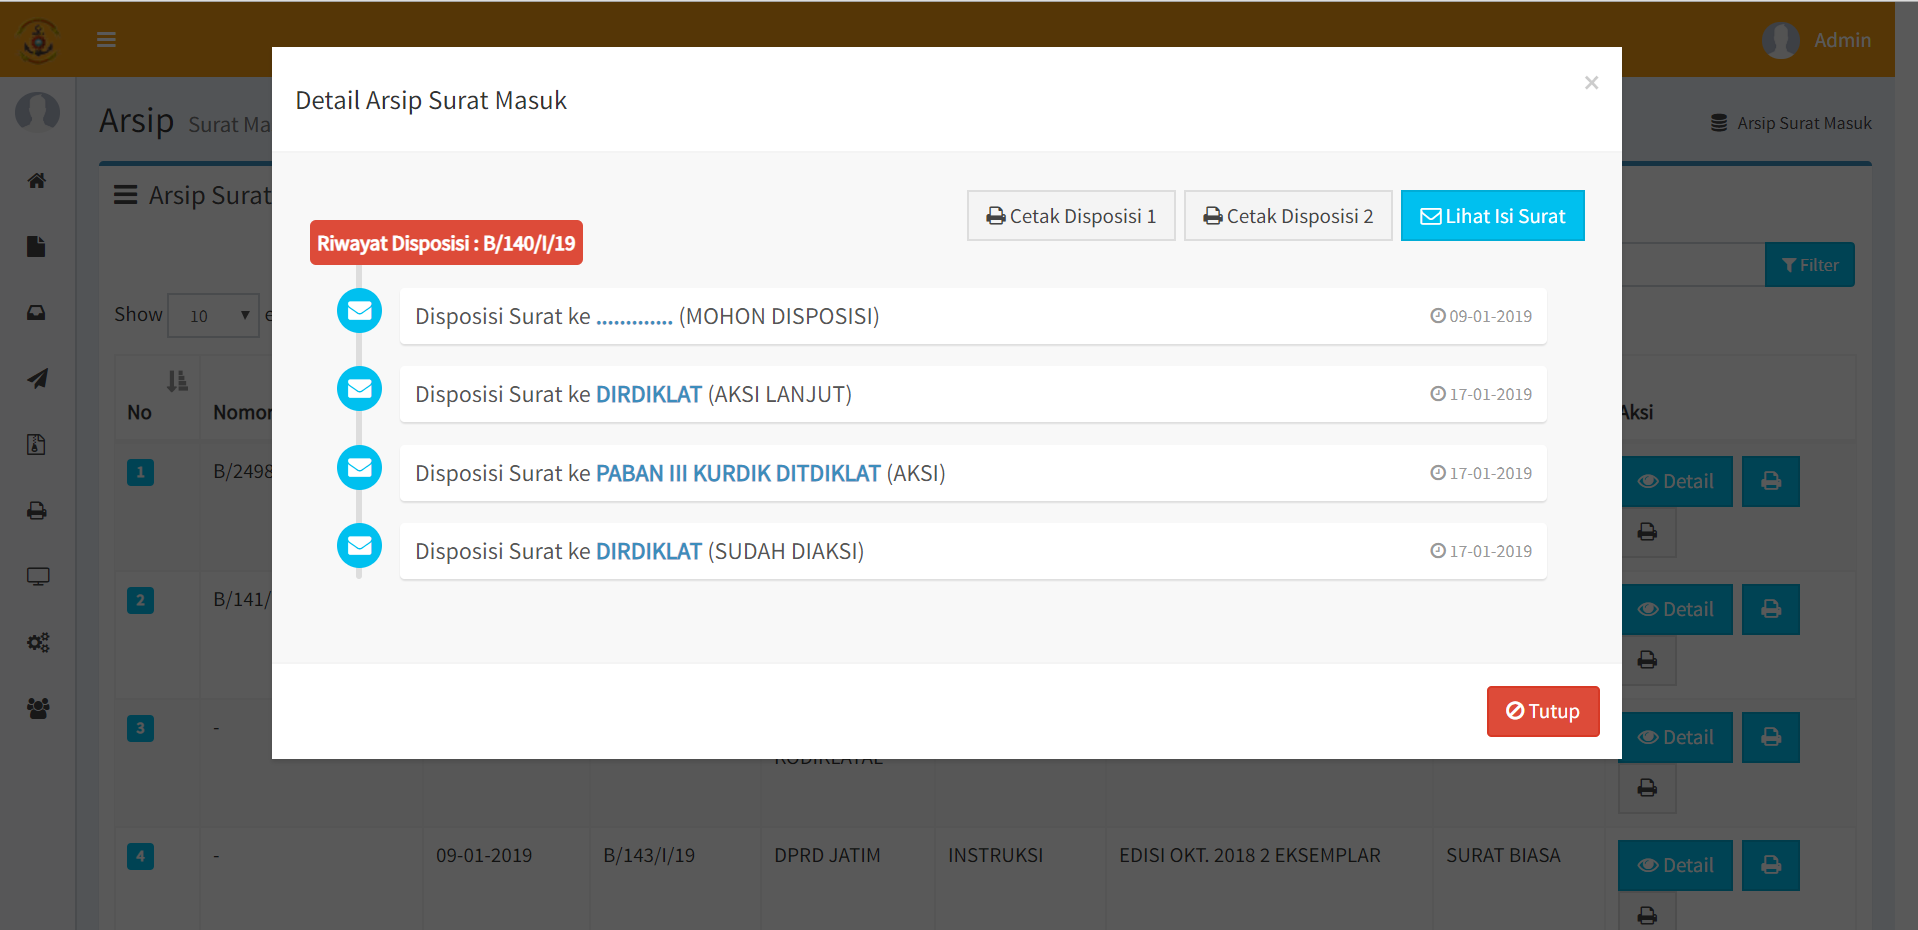 Admin
Detail Arsip Surat Masuk
×
Arsip Surat Ma
Arsip Surat Masuk
Arsip Surat
Cetak Disposisi 1
Cetak Disposisi 2
Lihat Isi Surat
Riwayat Disposisi : B/140/I/19
Filter
Show 10 e
Disposisi Surat ke ............. (MOHON DISPOSISI) 09-01-2019
Disposisi Surat ke DIRDIKLAT (AKSI LANJUT) 17-01-2019
No Nomor Aksi
Disposisi Surat ke PABAN III KURDIK DITDIKLAT (AKSI) 17-01-2019
1 B/2498 Detail
Disposisi Surat ke DIRDIKLAT (SUDAH DIAKSI) 17-01-2019
2 B/141/ Detail
Tutup
3 - Detail
KODIKLATAL
4 - 09-01-2019 B/143/I/19 DPRD JATIM INSTRUKSI EDISI OKT. 2018 2 EKSEMPLAR SURAT BIASA Detail